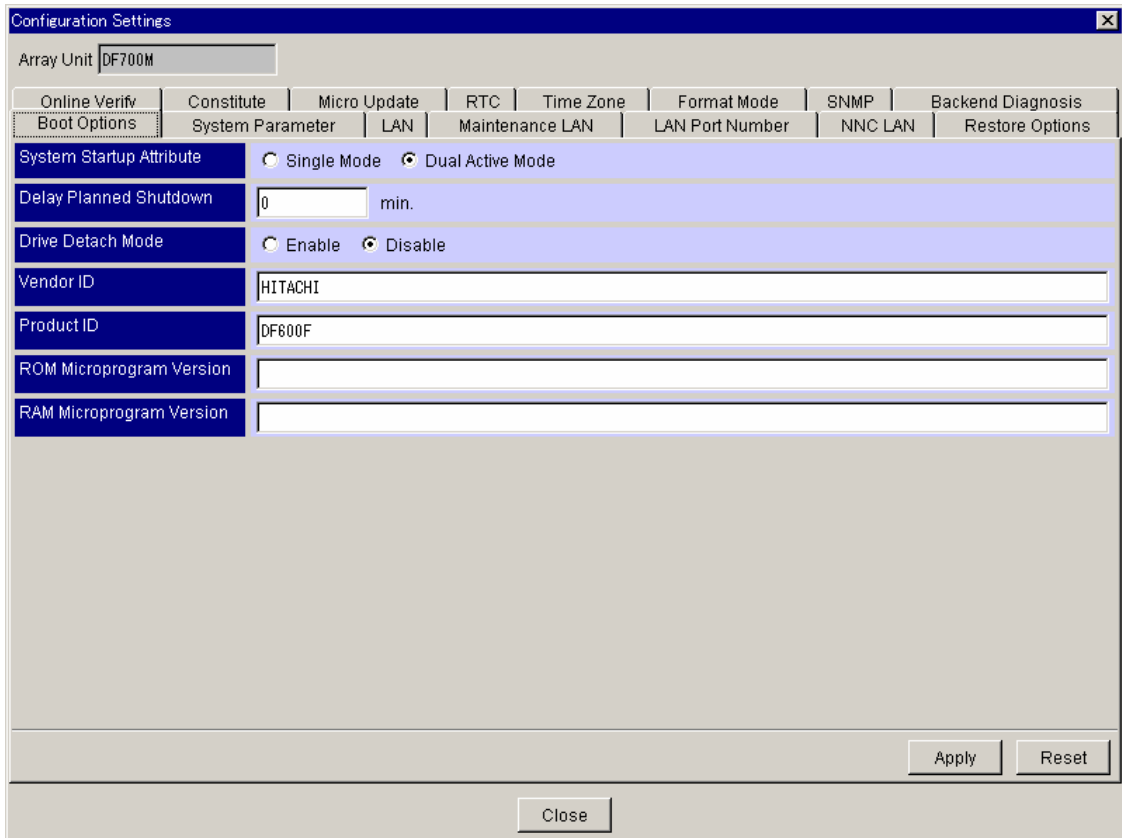 Configuration Settings
Array Unit DF700M
Online Verify Constitute Micro Update RTC Time Zone Format Mode SNMP Backend Diagnosis
Boot Options System Parameter LAN Maintenance LAN LAN Port Number NNC LAN Restore Options
System Startup Attribute Single Mode Dual Active Mode
Delay Planned Shutdown 0 min.
Drive Detach Mode Enable Disable
Vendor ID HITACHI
Product ID DF600F
ROM Microprogram Version
RAM Microprogram Version
Apply Reset
Close